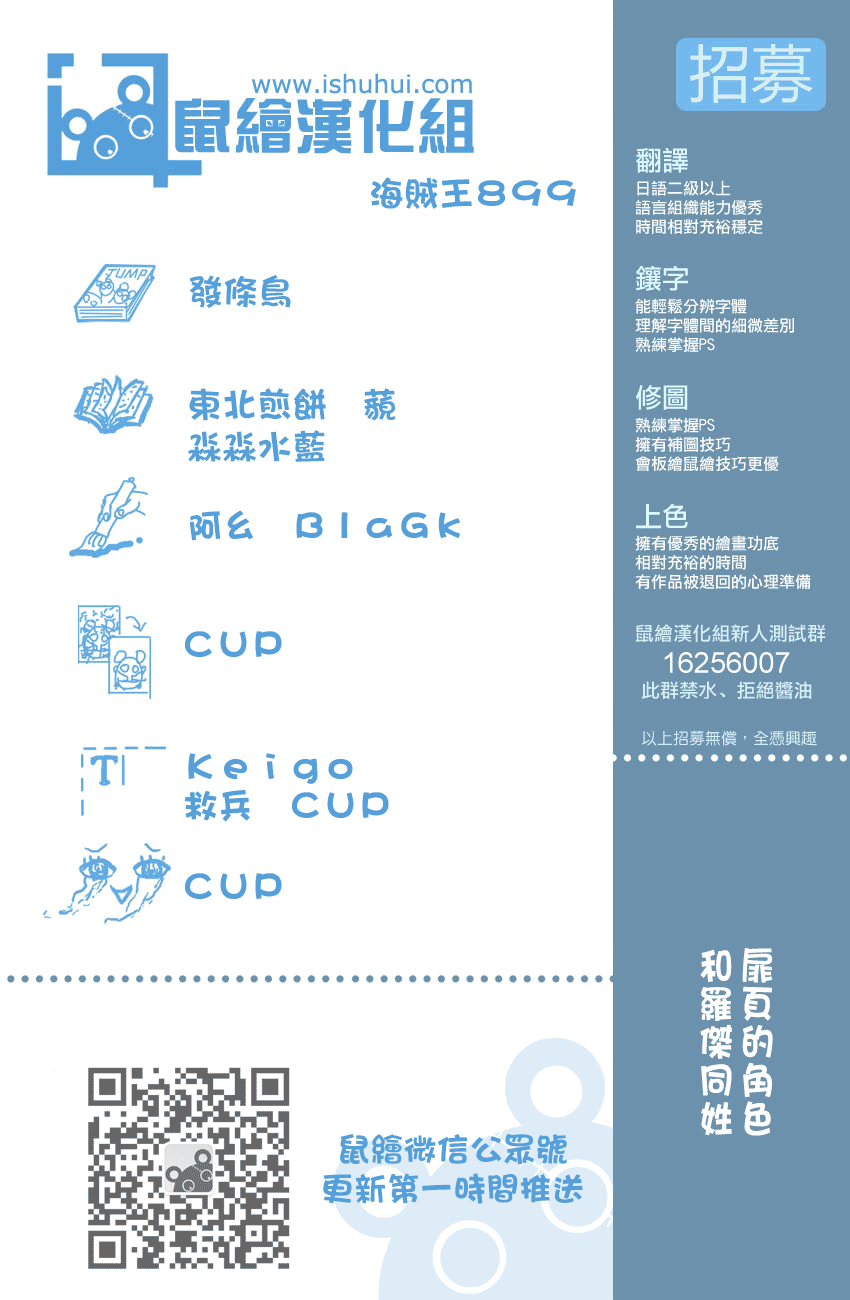 www.ishuhui.com
鼠繪漢化組
海賊王899
JUMP
發條鳥
東北煎餅　藐
淼淼水藍
阿幺　BlaGk
CUP
T
Keigo
救兵　CUP
CUP
鼠繪微信公眾號
更新第一時間推送
招募
翻譯
日語二級以上
語言組織能力優秀
時間相對充裕穩定
鑲字
能輕鬆分辨字體
理解字體間的細微差別
熟練掌握PS
修圖
熟練掌握PS
擁有補圖技巧
會板繪鼠繪技巧更優
上色
擁有優秀的繪畫功底
相對充裕的時間
有作品被退回的心理準備
鼠繪漢化組新人測試群
16256007
此群禁水、拒絕醬油
以上招募無償，全憑興趣
扉頁的角色
和羅傑同姓